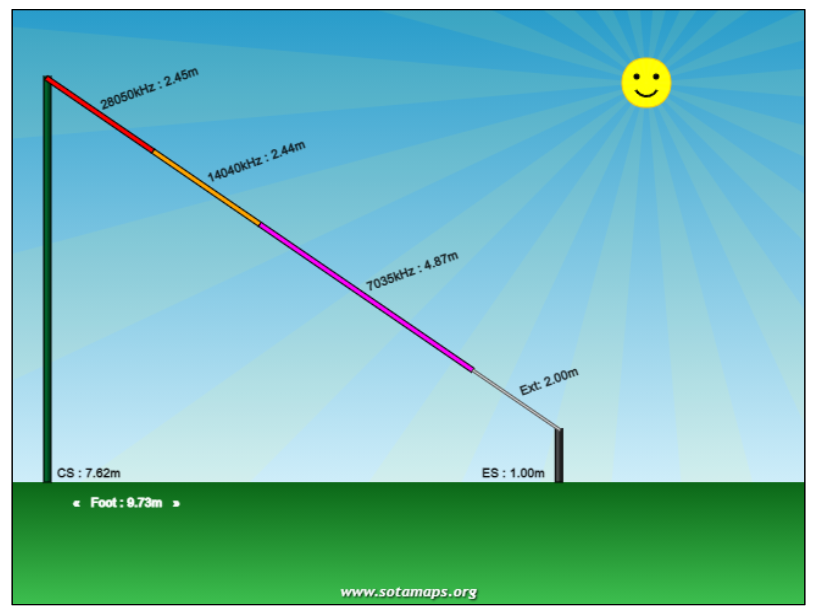 28050kHz : 2.45m
14040kHz : 2.44m
7035kHz : 4.87m
Ext: 2.00m
CS : 7.62m
ES : 1.00m
« Foot : 9.73m »
www.sotamaps.org